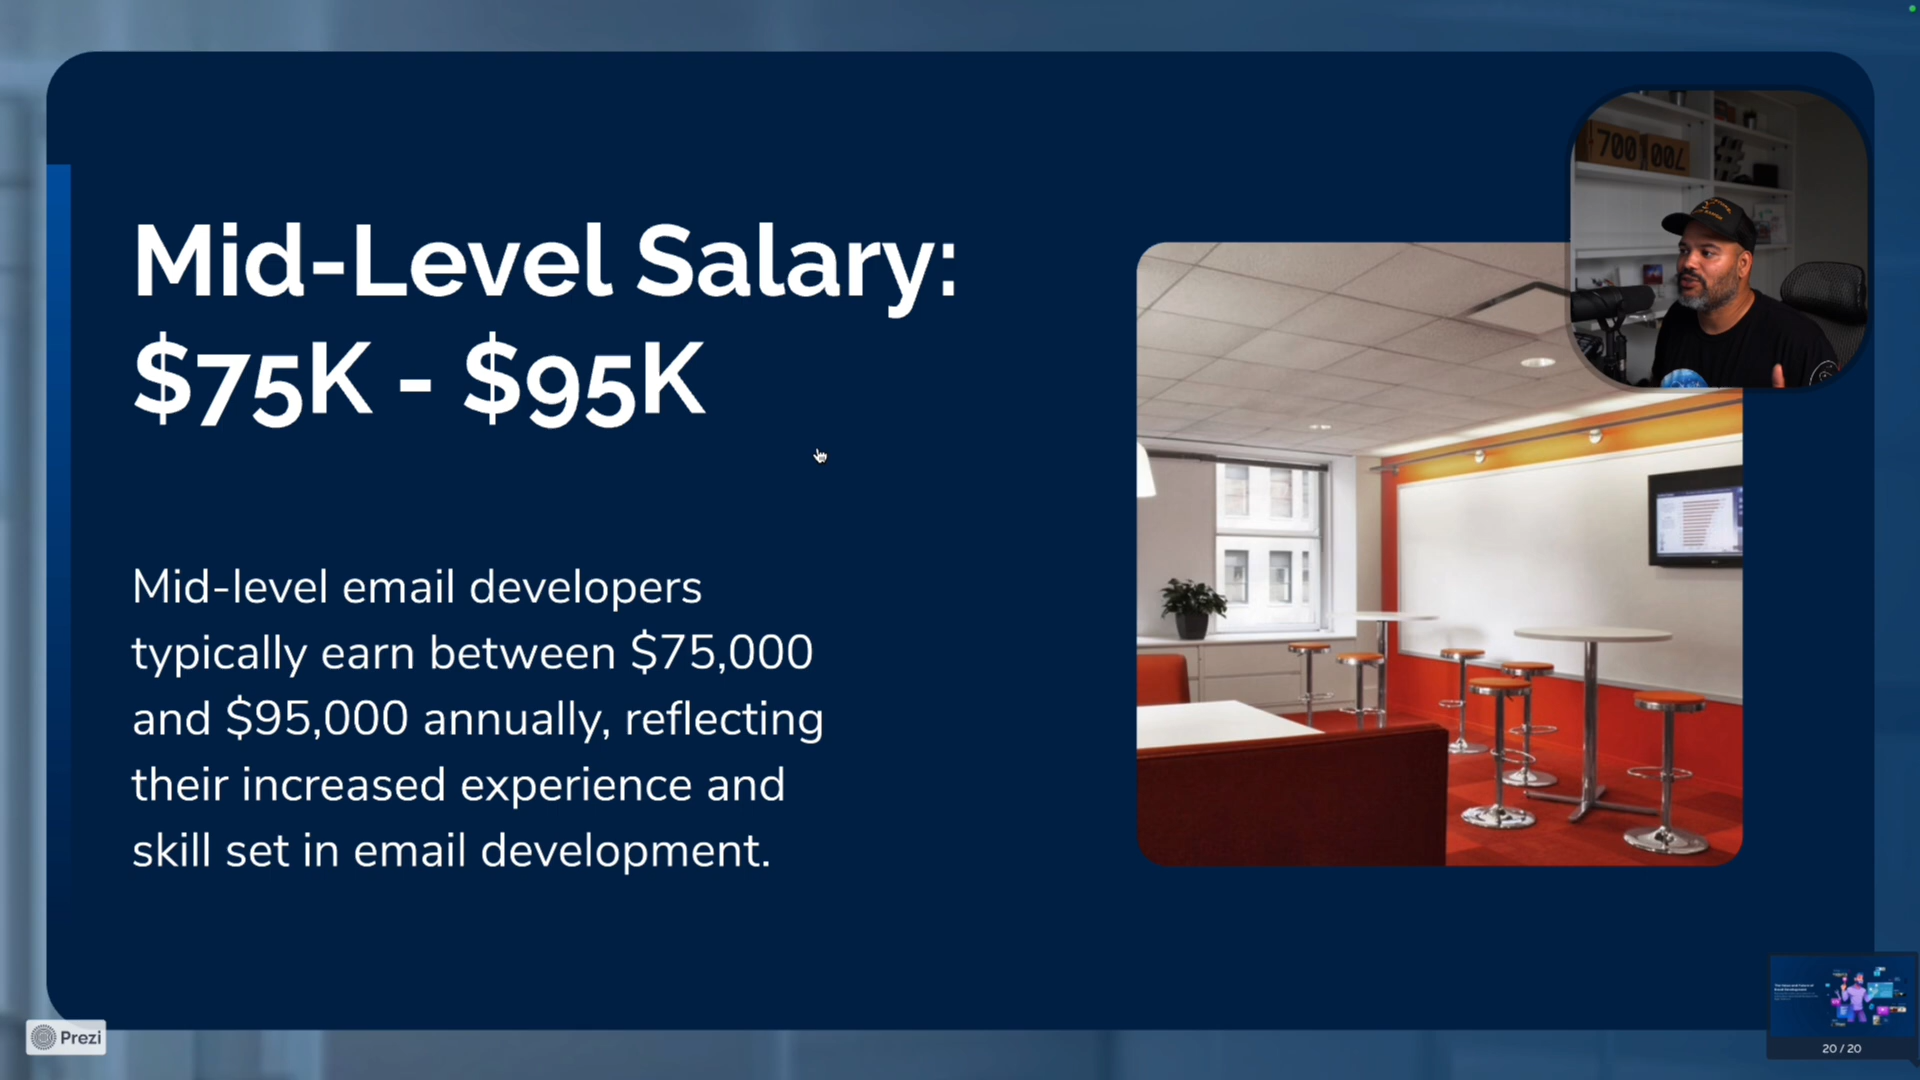 Mid-Level Salary:
$75K - $95K
Mid-level email developers
typically earn between $75,000
and $95,000 annually, reflecting
their increased experience and
skill set in email development.
700
Prezi
20 / 20